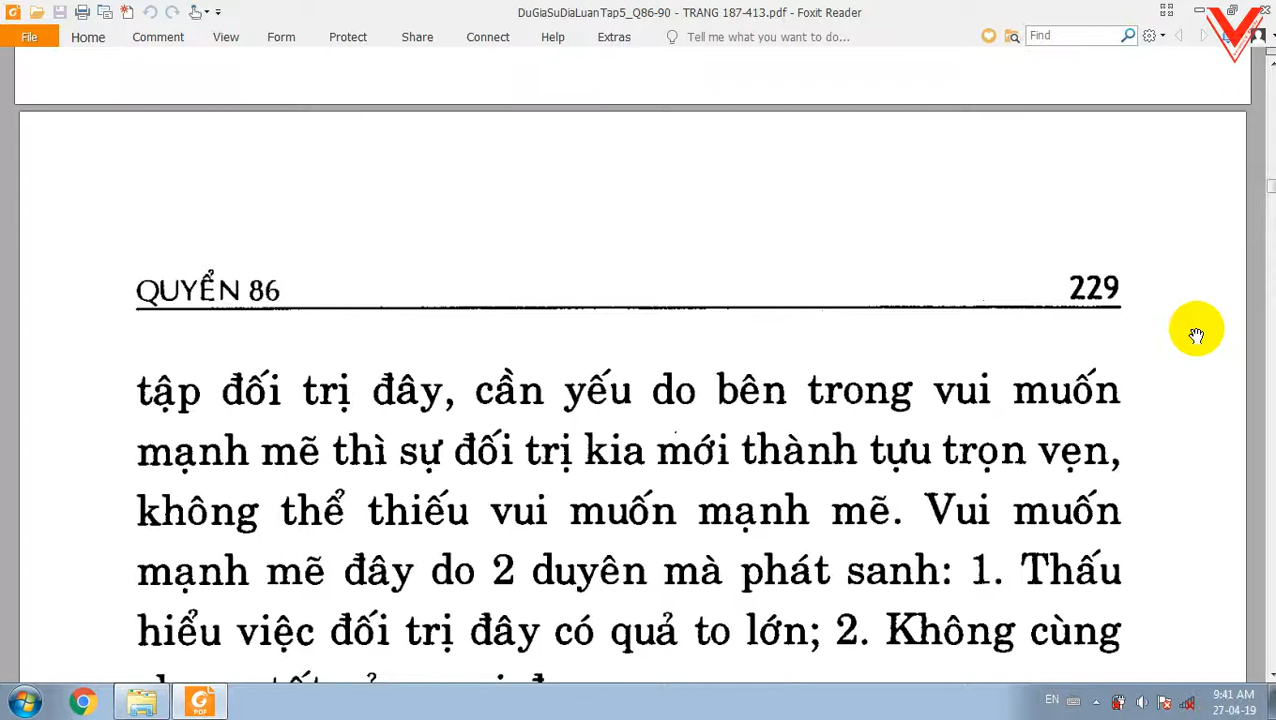 DuGiaSuDiaLuanTap5_Q86-90 - TRANG 187-413.pdf - Foxit Reader
File Home Comment View Form Protect Share Connect Help Extras Tell me what you want to do... Find
QUYỂN 86 229
tập đối trị đây, cần yếu do bên trong vui muốn
mạnh mẽ thì sự đối trị kia mới thành tựu trọn vẹn,
không thể thiếu vui muốn mạnh mẽ. Vui muốn
mạnh mẽ đây do 2 duyên mà phát sanh: 1. Thấu
hiểu việc đối trị đây có quả to lớn; 2. Không cùng
EN 9:41 AM
27-04-19